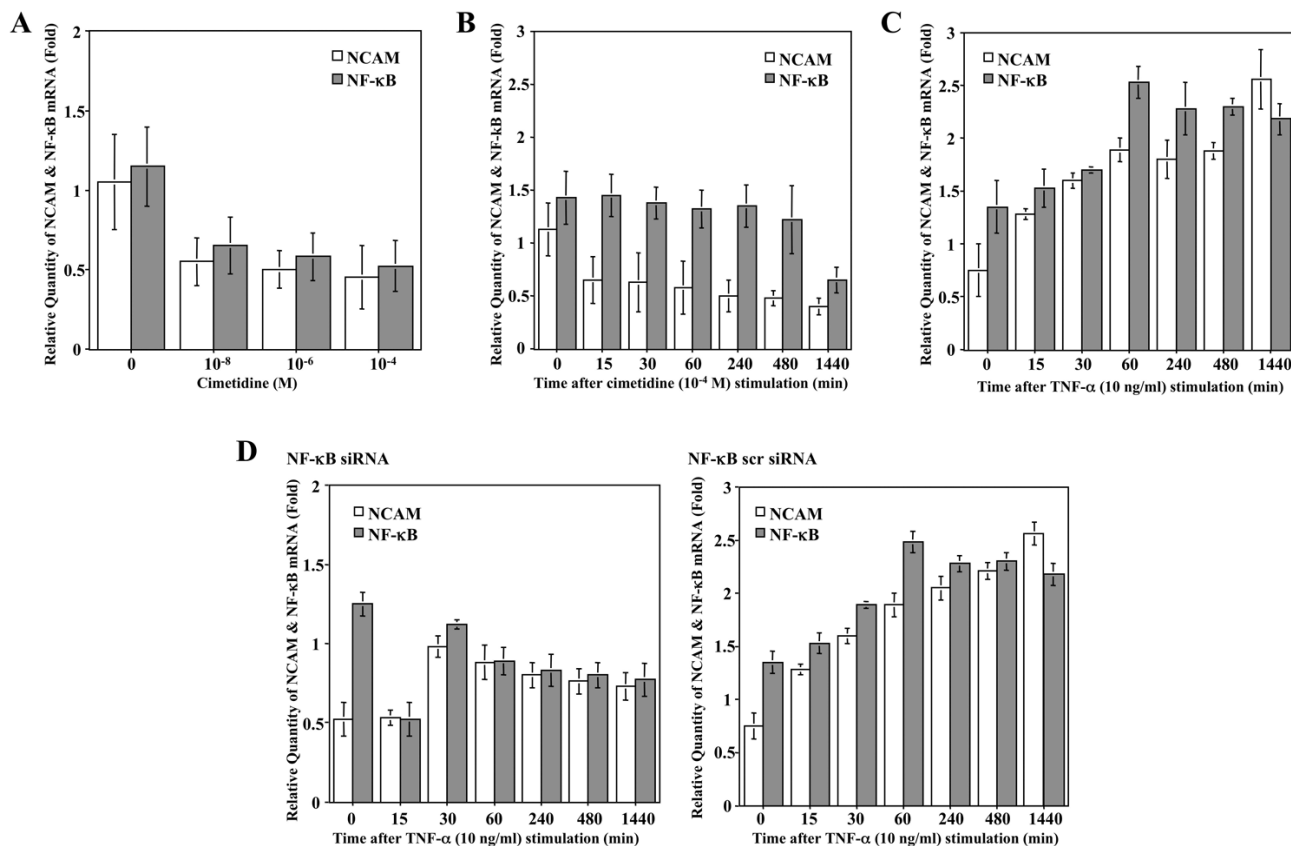 A
Relative Quantity of NCAM & NF-κB mRNA (Fold)
2
1.5
1
0.5
0
NCAM
NF-κB
0 10⁻⁸ 10⁻⁶ 10⁻⁴
Cimetidine (M)
B
Relative Quantity of NCAM & NF-kB mRNA (Fold)
3
2.5
2
1.5
1
0.5
0
NCAM
NF-κB
0 15 30 60 240 480 1440
Time after cimetidine (10⁻⁴ M) stimulation (min)
C
Relative Quantity of NCAM & NF-κB mRNA (Fold)
3
2.5
2
1.5
1
0.5
0
NCAM
NF-κB
0 15 30 60 240 480 1440
Time after TNF-α (10 ng/ml) stimulation (min)
D
NF-κB siRNA
Relative Quantity of NCAM & NF-κB mRNA (Fold)
2
1.5
1
0.5
0
NCAM
NF-κB
0 15 30 60 240 480 1440
Time after TNF-α (10 ng/ml) stimulation (min)
NF-κB scr siRNA
Relative Quantity of NCAM & NF-κB mRNA (Fold)
3
2.5
2
1.5
1
0.5
0
NCAM
NF-κB
0 15 30 60 240 480 1440
Time after TNF-α (10 ng/ml) stimulation (min)